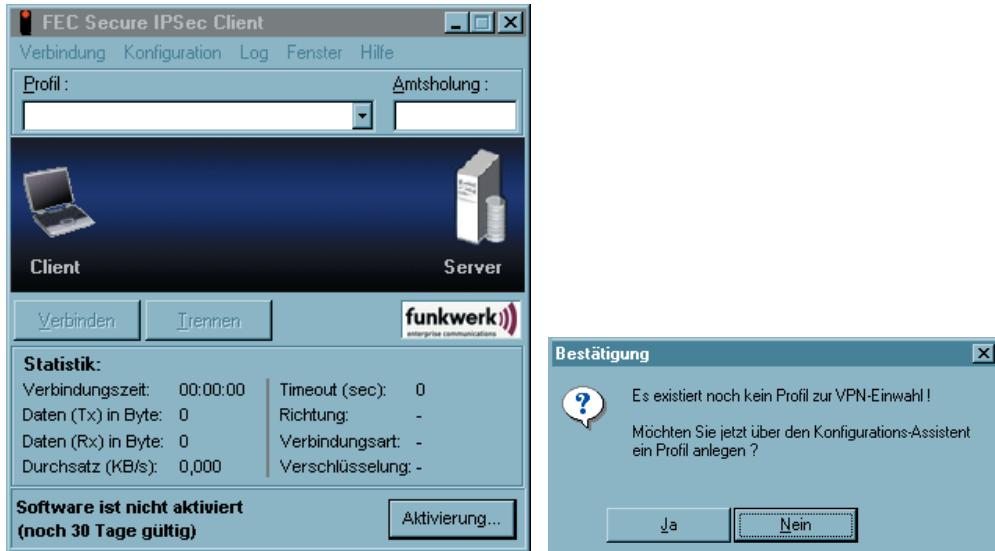 FEC Secure IPSec Client
Verbindung Konfiguration Log Fenster Hilfe
Profil : Amtsholung :
Client Server
Verbinden Trennen funkwerk
enterprise communications
Statistik:
Verbindungszeit: 00:00:00 Timeout (sec): 0
Daten (Tx) in Byte: 0 Richtung: -
Daten (Rx) in Byte: 0 Verbindungsart: -
Durchsatz (KB/s): 0,000 Verschlüsselung: -
Software ist nicht aktiviert
(noch 30 Tage gültig) Aktivierung...
Bestätigung
Es existiert noch kein Profil zur VPN-Einwahl !
Möchten Sie jetzt über den Konfigurations-Assistent
ein Profil anlegen ?
Ja Nein